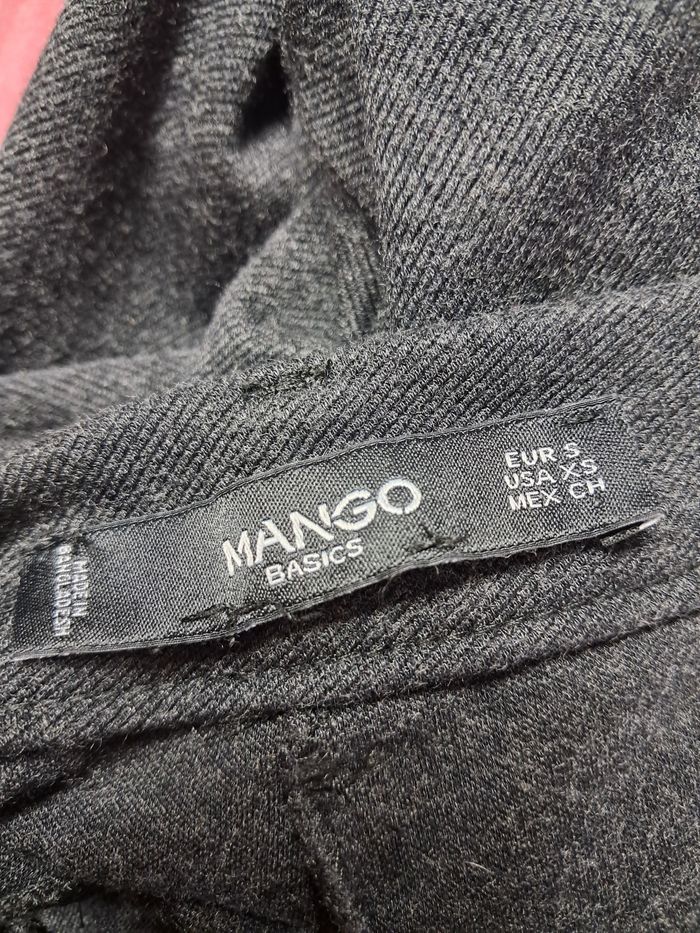 MANGO
BASICS
EUR S
USA XS
MEX CH
MADE IN
BANGLADESH